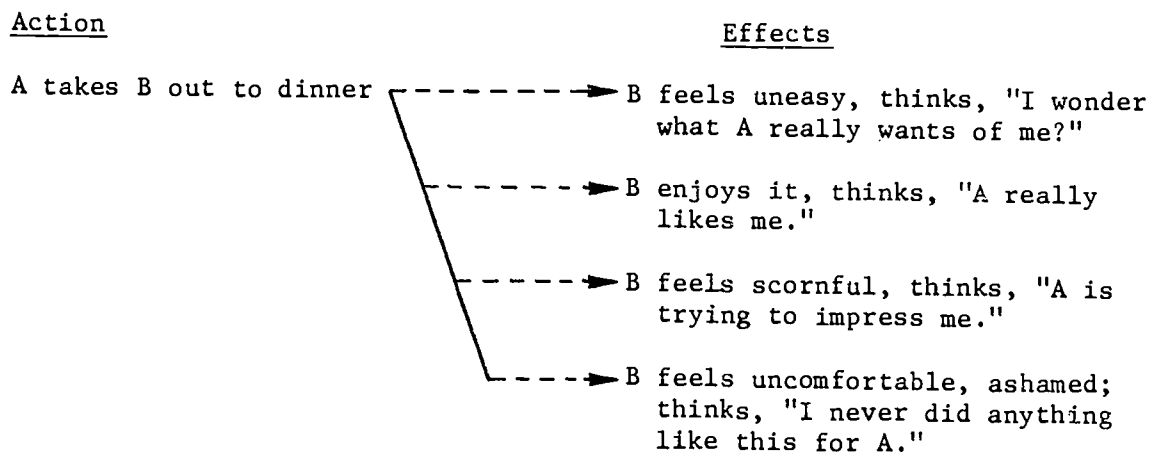 Action
Effects
A takes B out to dinner
B feels uneasy, thinks, "I wonder
what A really wants of me?"
B enjoys it, thinks, "A really
likes me."
B feels scornful, thinks, "A is
trying to impress me."
B feels uncomfortable, ashamed;
thinks, "I never did anything
like this for A."